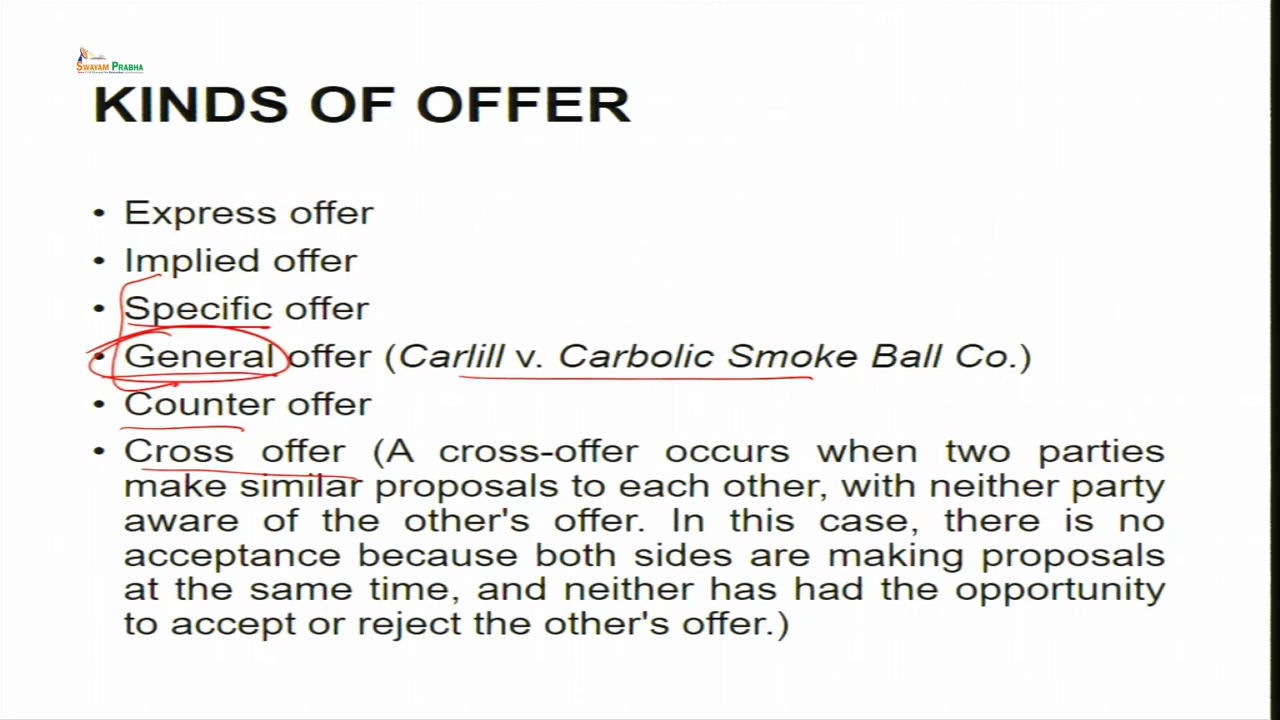 SWAYAM PRABHA
KINDS OF OFFER
• Express offer
• Implied offer
• Specific offer
• General offer (Carlill v. Carbolic Smoke Ball Co.)
• Counter offer
• Cross offer (A cross-offer occurs when two parties
make similar proposals to each other, with neither party
aware of the other's offer. In this case, there is no
acceptance because both sides are making proposals
at the same time, and neither has had the opportunity
to accept or reject the other's offer.)